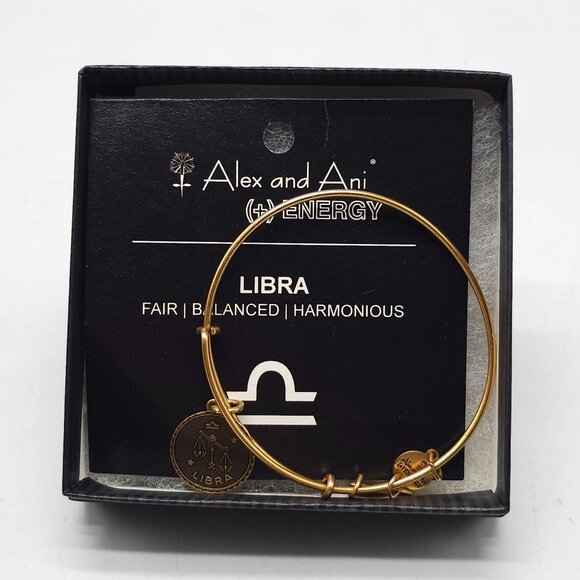 Alex and Ani®
(+) ENERGY
LIBRA
FAIR | BALANCED | HARMONIOUS
LIBRA